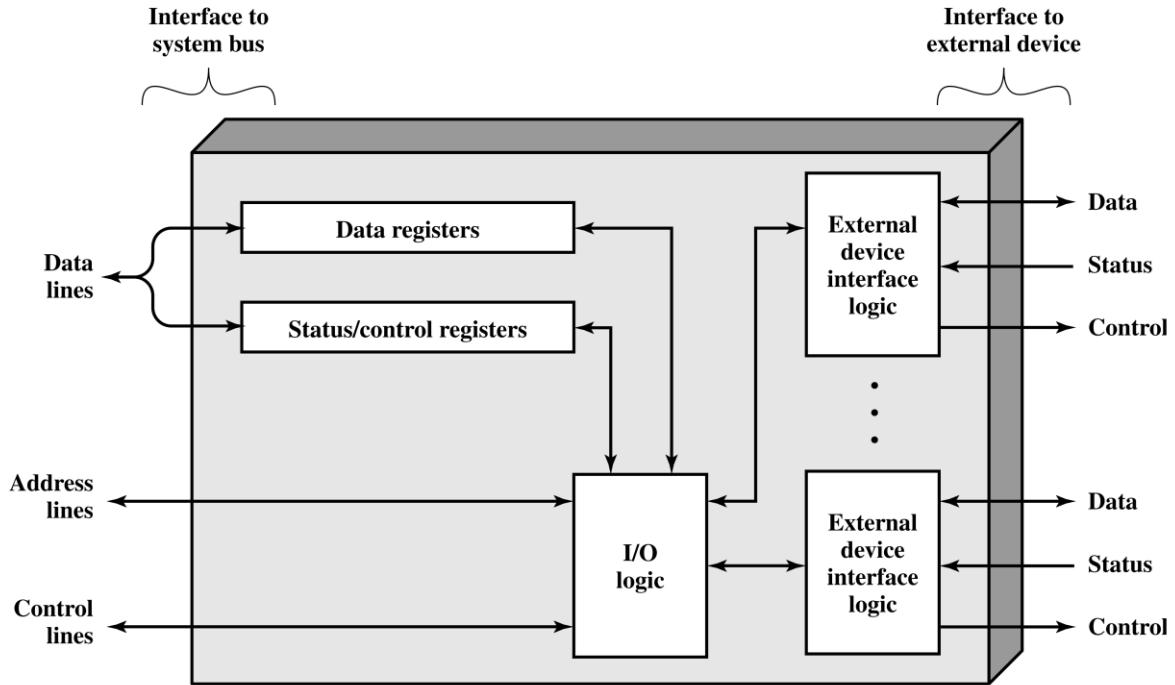 Interface to
system bus
Interface to
external device
Data registers
Status/control registers
Data
lines
Address
lines
Control
lines
I/O
logic
External
device
interface
logic
Data
Status
Control
External
device
interface
logic
Data
Status
Control